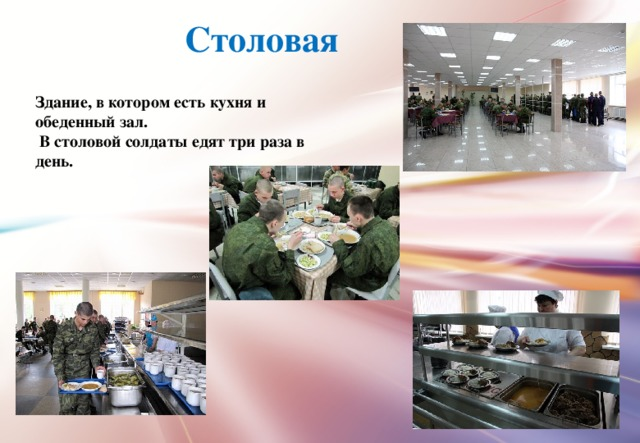 Столовая
Здание, в котором есть кухня и
обеденный зал.
В столовой солдаты едят три раза в
день.